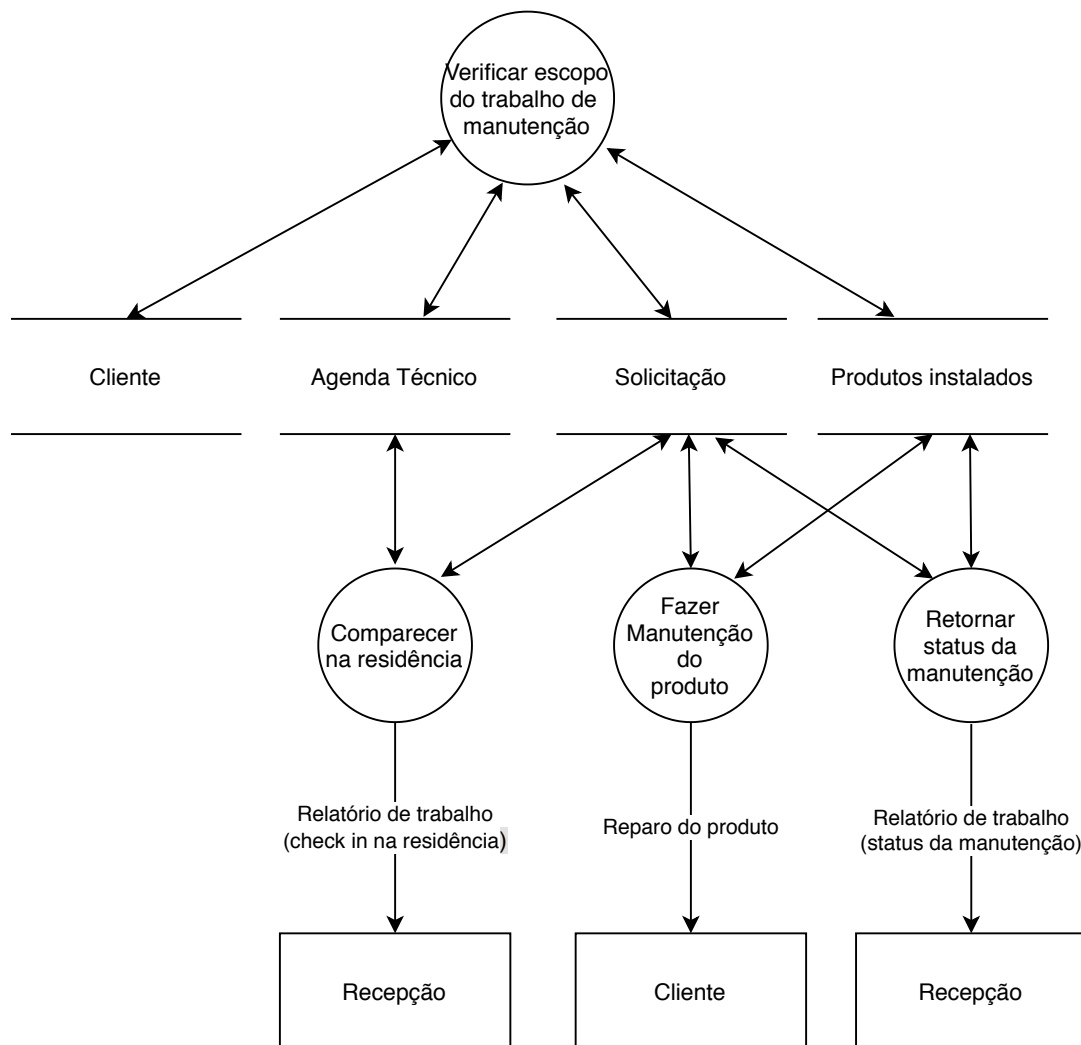 Verificar escopo
do trabalho de
manutenção
Cliente
Agenda Técnico
Solicitação
Produtos instalados
Comparecer
na residência
Fazer
Manutenção
do
produto
Retornar
status da
manutenção
Relatório de trabalho
(check in na residência)
Reparo do produto
Relatório de trabalho
(status da manutenção)
Recepção
Cliente
Recepção